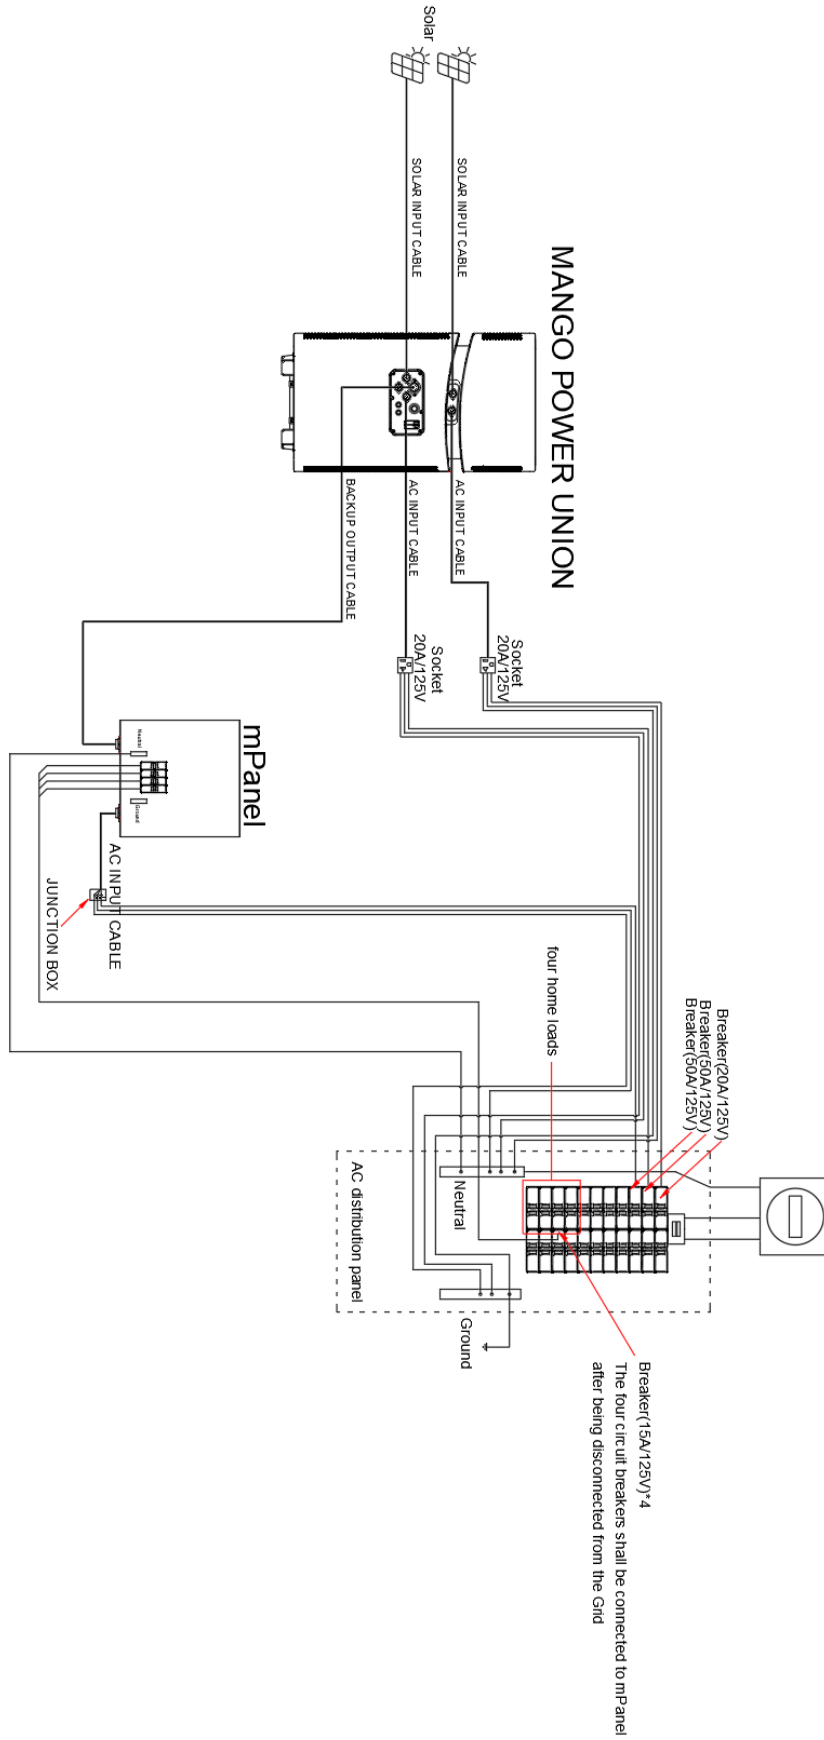 MANGO POWER UNION
Solar
SOLAR INPUT CABLE
SOLAR INPUT CABLE
AC INPUT CABLE
AC INPUT CABLE
BACKUP OUTPUT CABLE
Socket
20A/125V
Socket
20A/125V
mPanel
Neutral
Ground
AC INPUT CABLE
JUNCTION BOX
four home loads
Breaker(20A/125V)
Breaker(50A/125V)
Breaker(50A/125V)
Neutral
AC distribution panel
Ground
Breaker(15A/125V)*4
The four circuit breakers shall be connected to mPanel
after being disconnected from the Grid